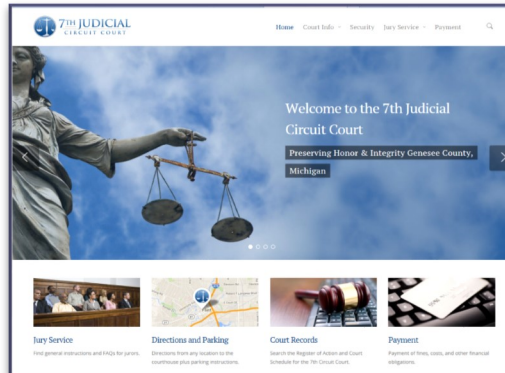 7TH JUDICIAL
CIRCUIT COURT
Home Court Info Security Jury Service Payment
Welcome to the 7th Judicial
Circuit Court
Preserving Honor & Integrity Genesee County,
Michigan
Jury Service
Find general instructions and FAQs for jurors.
Directions and Parking
Directions from any location to the
courthouse plus parking instructions.
Court Records
Search the Register of Action and Court
Schedule for the 7th Circuit Court.
Payment
Payment of fines, costs, and other financial
obligations.